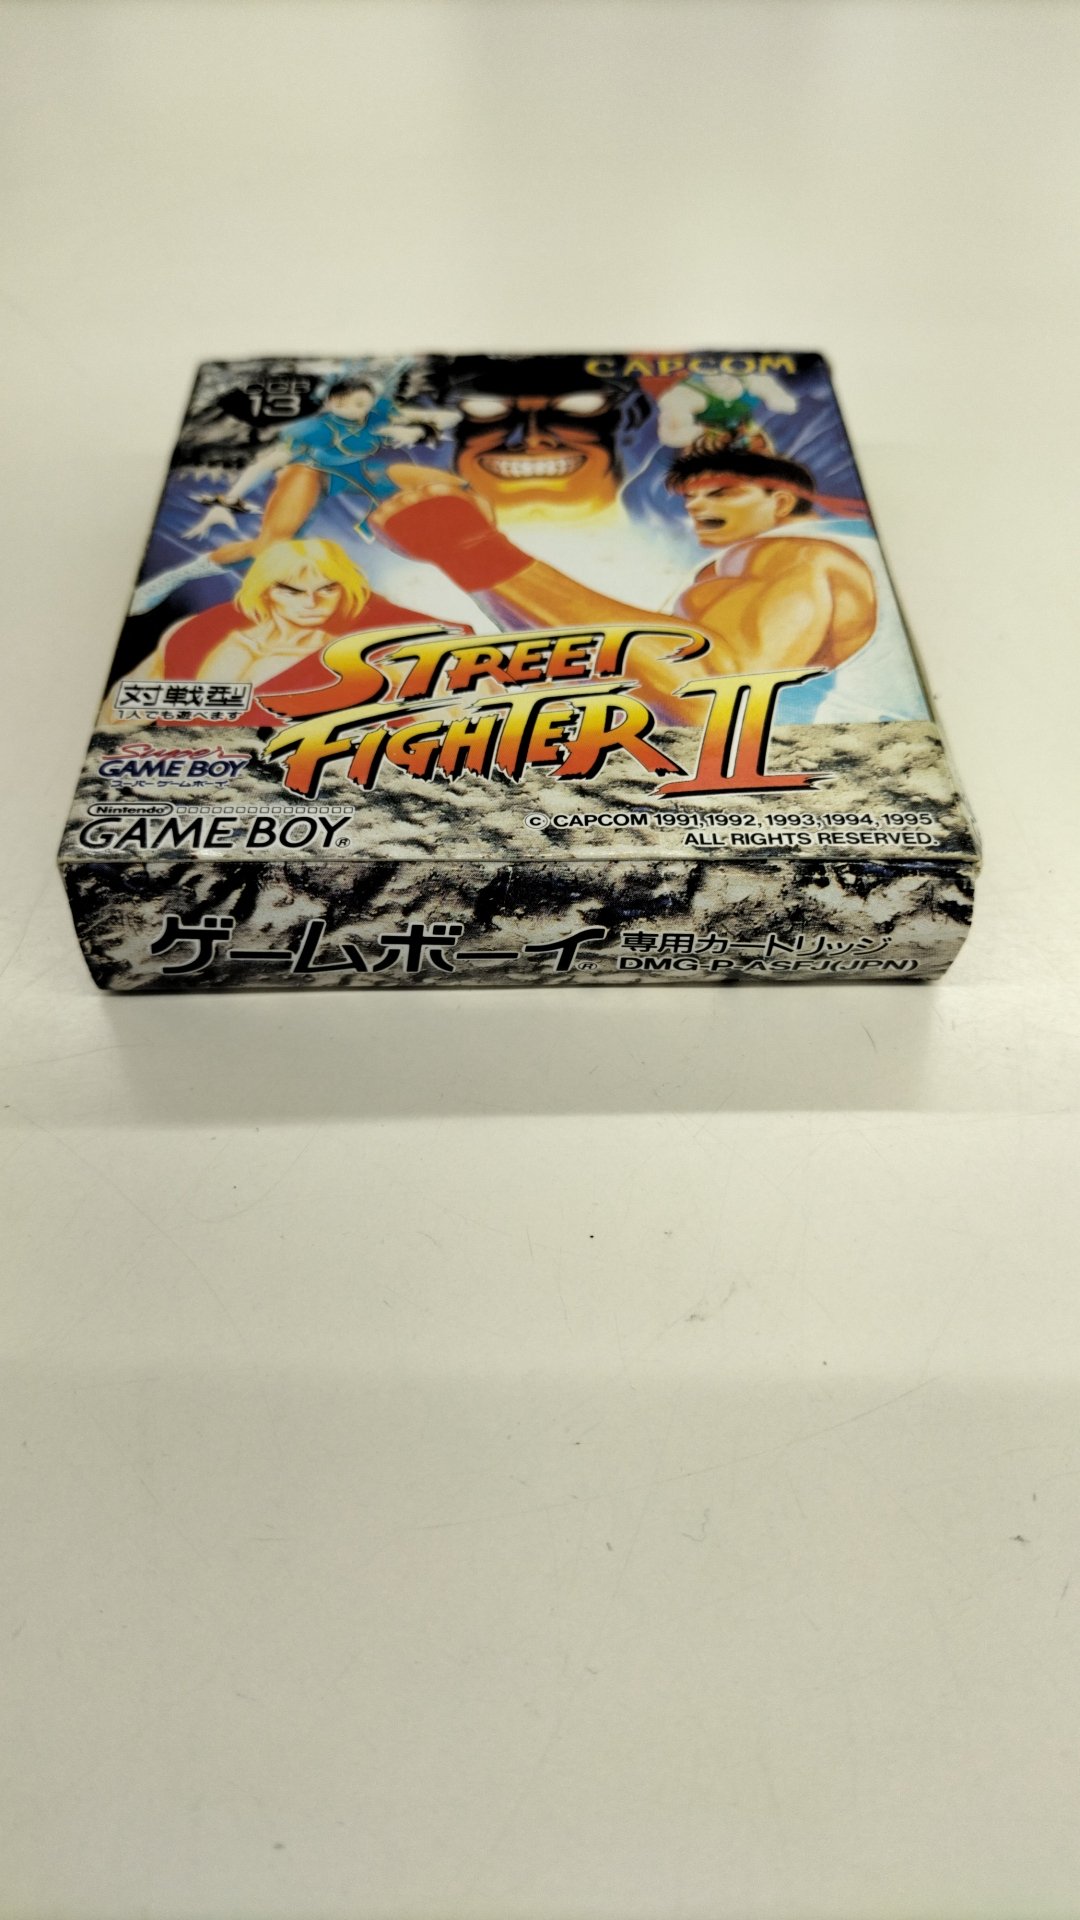 CAPCOM
13
STREET
FIGHTER II
対戦型
1人でも遊べます
Super
GAME BOY
スーパーゲームボーイ
Nintendo
GAME BOY®
© CAPCOM 1991,1992,1993,1994,1995
ALL RIGHTS RESERVED.
ゲームボーイ®
専用カートリッジ
DMG-P-ASFJ(JPN)